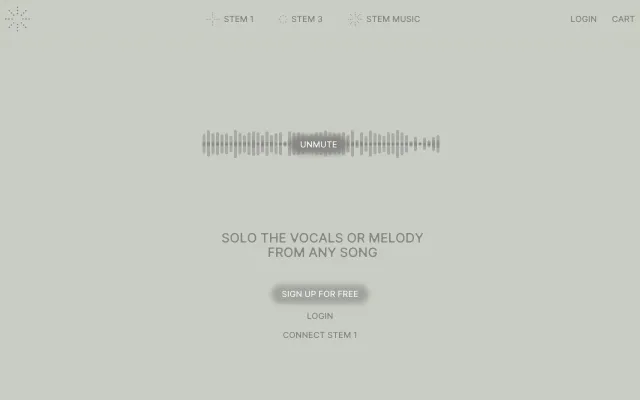 STEM 1
STEM 3
STEM MUSIC
LOGIN
CART
UNMUTE
SOLO THE VOCALS OR MELODY
FROM ANY SONG
SIGN UP FOR FREE
LOGIN
CONNECT STEM 1